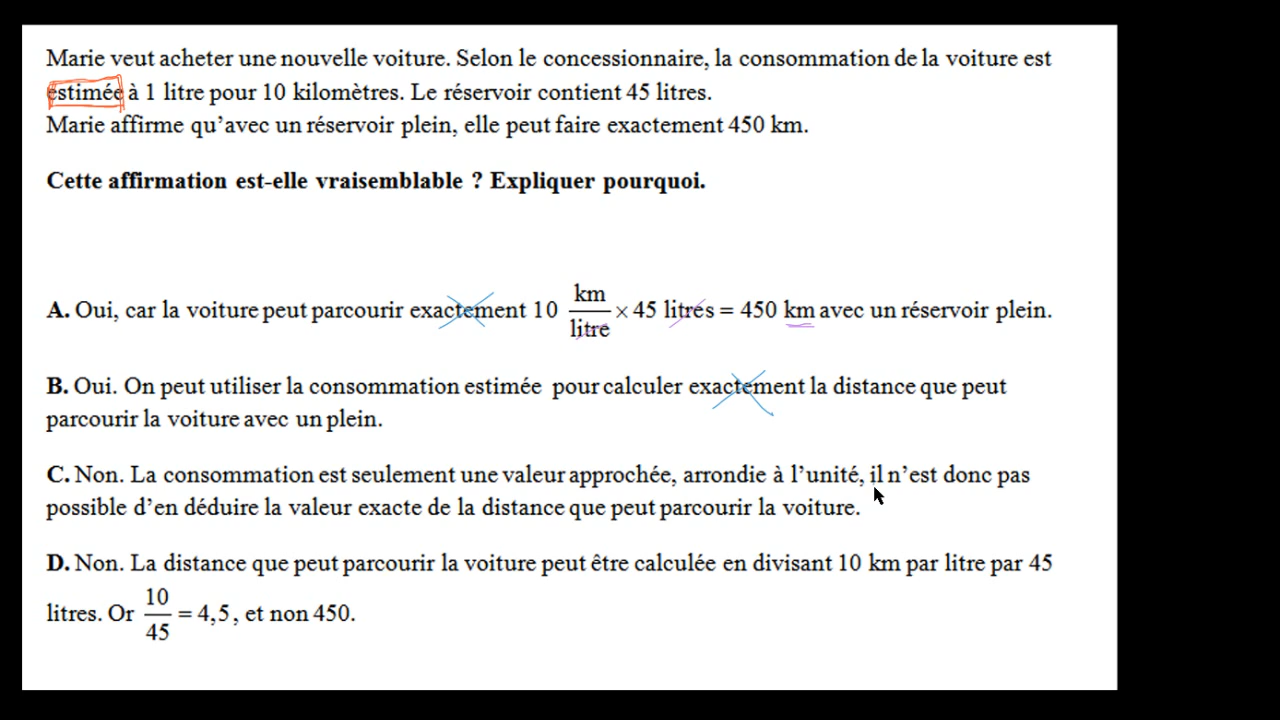 Marie veut acheter une nouvelle voiture. Selon le concessionnaire, la consommation de la voiture est
estimée à 1 litre pour 10 kilomètres. Le réservoir contient 45 litres.
Marie affirme qu’avec un réservoir plein, elle peut faire exactement 450 km.
Cette affirmation est-elle vraisemblable ? Expliquer pourquoi.
A. Oui, car la voiture peut parcourir exactement 10 km/litre × 45 litres = 450 km avec un réservoir plein.
B. Oui. On peut utiliser la consommation estimée pour calculer exactement la distance que peut
parcourir la voiture avec un plein.
C. Non. La consommation est seulement une valeur approchée, arrondie à l’unité, il n’est donc pas
possible d’en déduire la valeur exacte de la distance que peut parcourir la voiture.
D. Non. La distance que peut parcourir la voiture peut être calculée en divisant 10 km par litre par 45
litres. Or 10/45 = 4,5, et non 450.